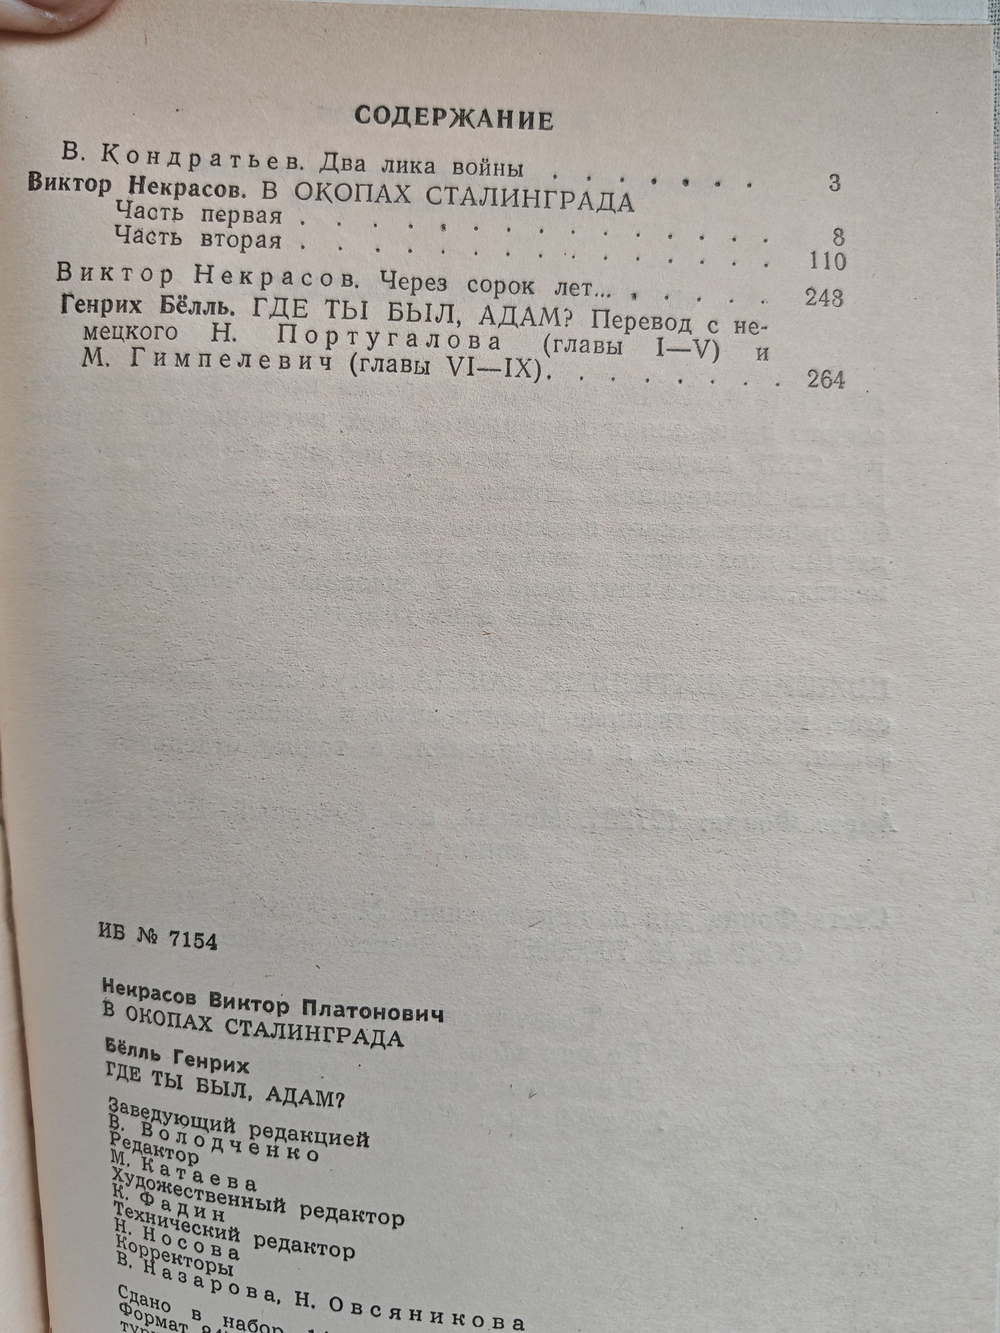 СОДЕРЖАНИЕ
В. Кондратьев. Два лика войны . . . . . . . 3
Виктор Некрасов. В ОКОПАХ СТАЛИНГРАДА
Часть первая . . . . . . . . . . . . . . 8
Часть вторая . . . . . . . . . . . . . . 110
Виктор Некрасов. Через сорок лет... . . . . . 248
Генрих Бёлль. ГДЕ ТЫ БЫЛ, АДАМ? Перевод с не-
мецкого Н. Португалова (главы I—V) и
М. Гимпелевич (главы VI—IX). . . . . . . . . 264
ИБ № 7154
Некрасов Виктор Платонович
В ОКОПАХ СТАЛИНГРАДА
Бёлль Генрих
ГДЕ ТЫ БЫЛ, АДАМ?
Заведующий редакцией
В. Володченко
Редактор
М. Катаева
Художественный редактор
К. Фадин
Технический редактор
Н. Носова
Корректоры
В. Назарова, Н. Овсяникова
Сдано в набор
Формат